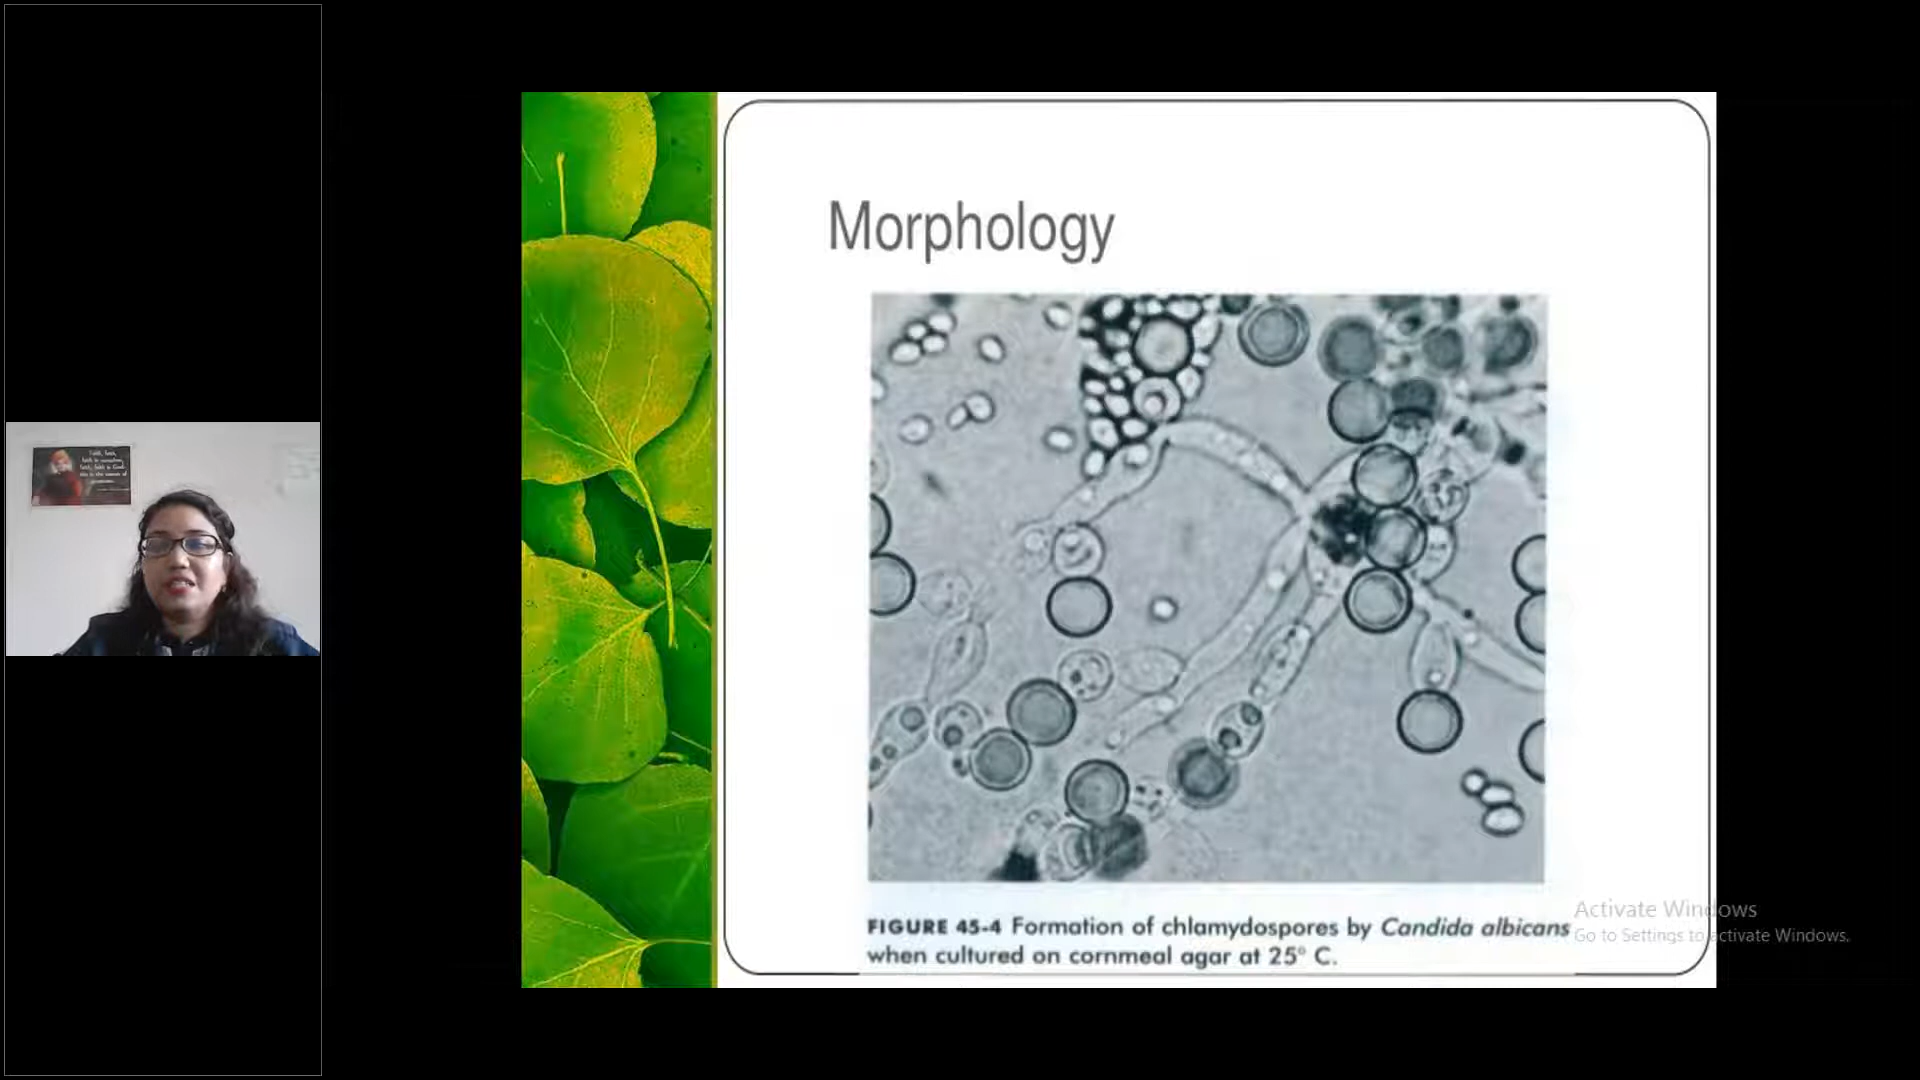 Morphology
FIGURE 45-4 Formation of chlamydospores by Candida albicans
when cultured on cornmeal agar at 25° C.
Activate Windows
Go to Settings to activate Windows.